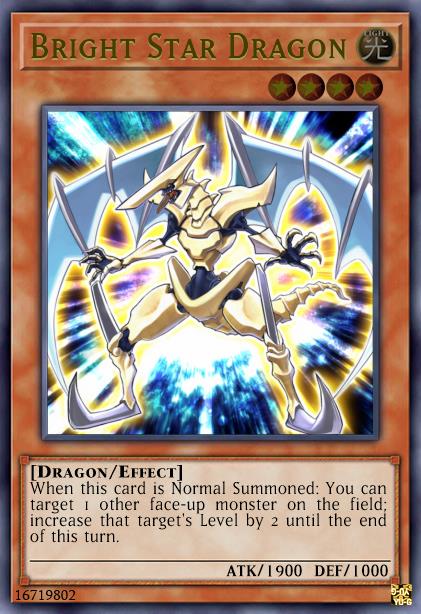 BRIGHT STAR DRAGON
LIGHT
光
[DRAGON/EFFECT]
When this card is Normal Summoned: You can
target 1 other face-up monster on the field;
increase that target's Level by 2 until the end
of this turn.
ATK/1900 DEF/1000
16719802